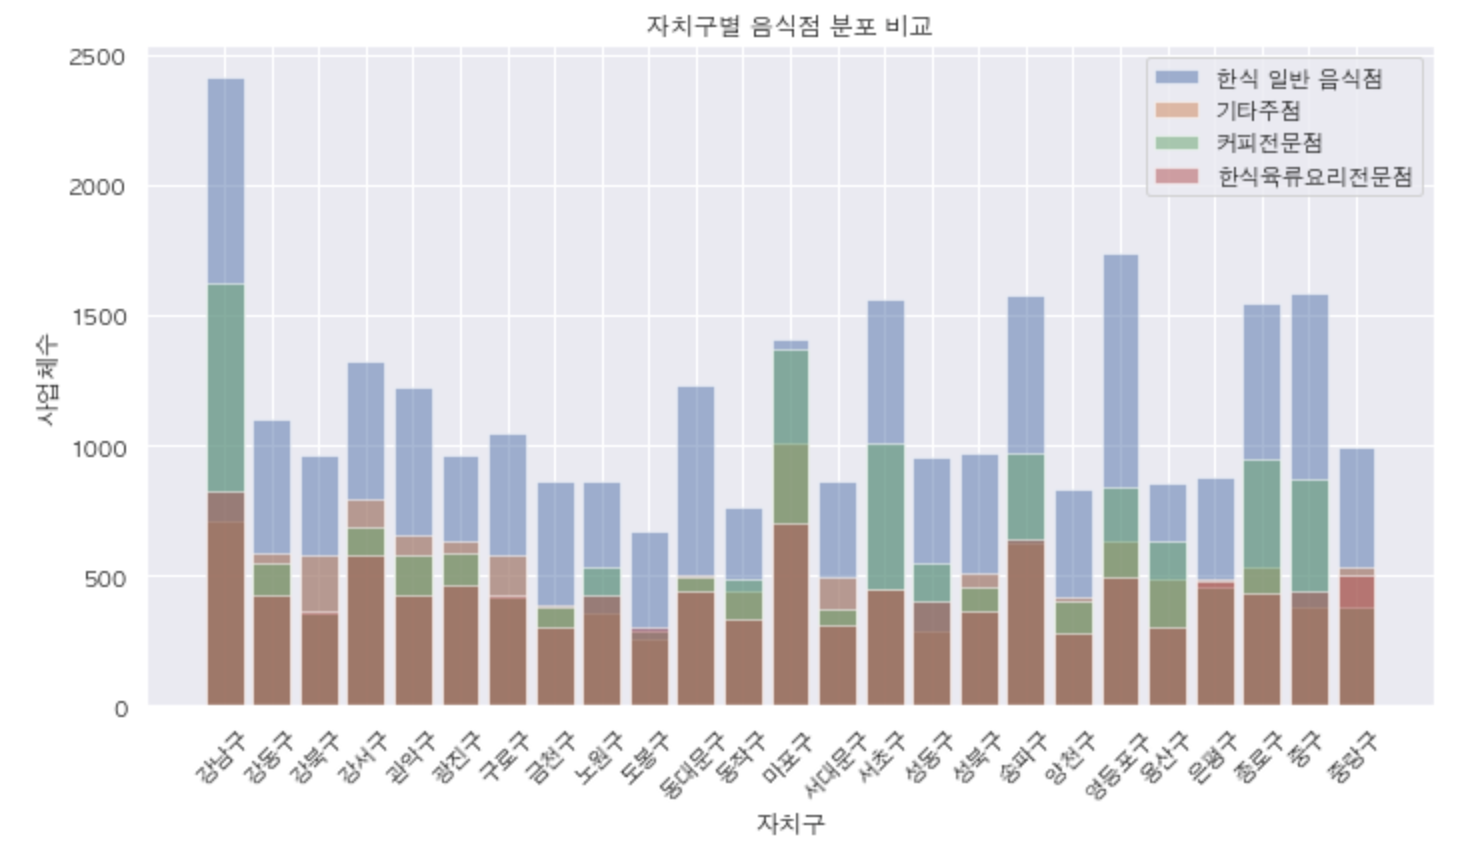 자치구별 음식점 분포 비교
2500
2000
1500
1000
500
0
사업체수
한식 일반 음식점
기타주점
커피전문점
한식육류요리전문점
강남구
강동구
강북구
강서구
관악구
광진구
구로구
금천구
노원구
도봉구
동대문구
동작구
마포구
서대문구
서초구
성동구
성북구
송파구
양천구
영등포구
용산구
은평구
종로구
중구
중랑구
자치구